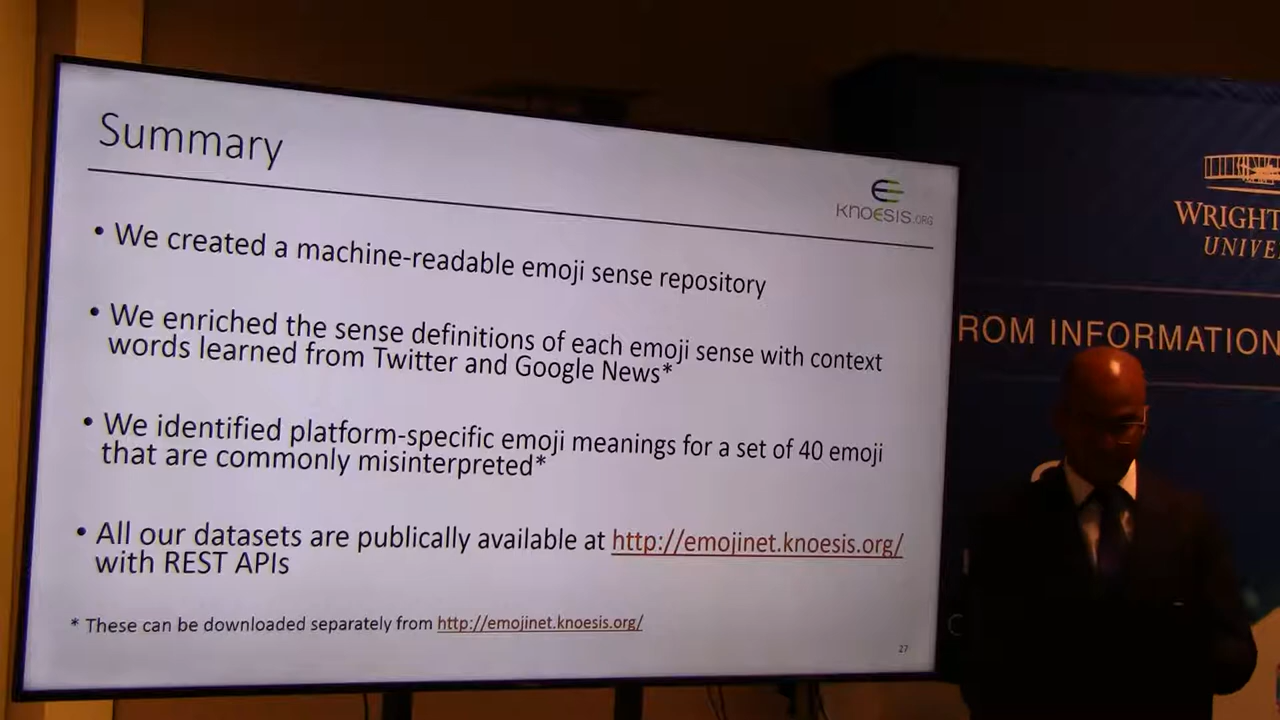 Summary
KNOESIS.ORG
• We created a machine-readable emoji sense repository
• We enriched the sense definitions of each emoji sense with context
words learned from Twitter and Google News*
• We identified platform-specific emoji meanings for a set of 40 emoji
that are commonly misinterpreted*
• All our datasets are publically available at http://emojinet.knoesis.org/
with REST APIs
* These can be downloaded separately from http://emojinet.knoesis.org/
27
WRIGHT
UNIVE
ROM INFORMATION